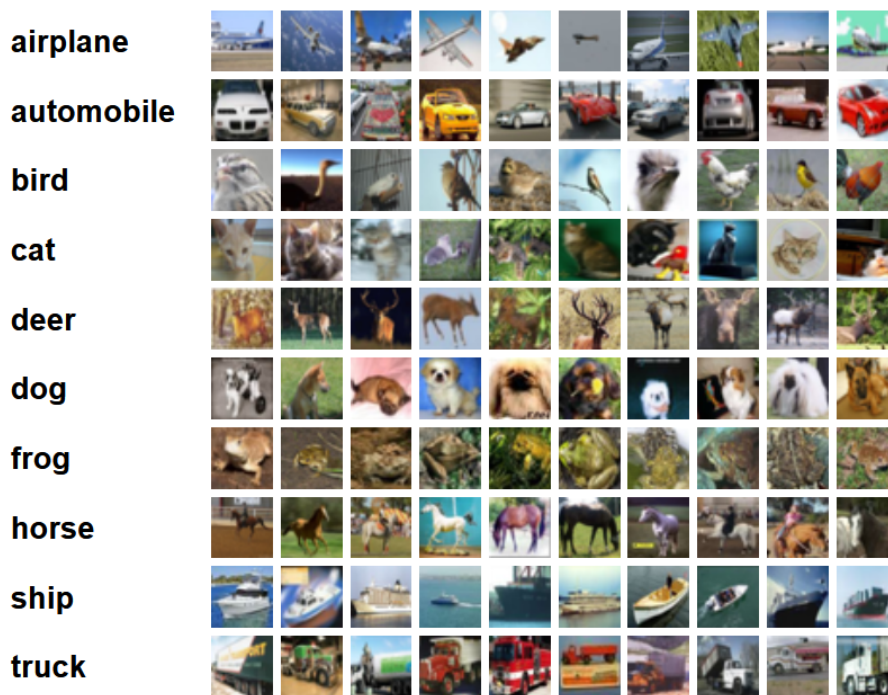 airplane
automobile
bird
cat
deer
dog
frog
horse
ship
truck